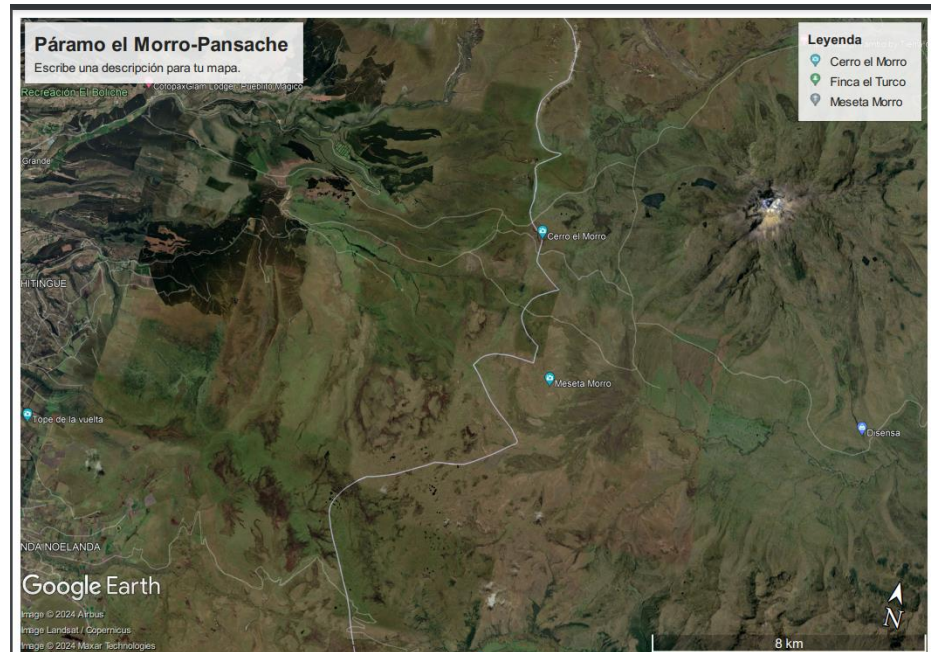 Páramo el Morro-Pansache
Escribe una descripción para tu mapa.
Leyenda
Cerro el Morro
Finca el Turco
Meseta Morro
CotopaxGlam Lodge. Pueblito Mágico
Recreación El Boliche
Grande
Cerro el Morro
HITINGUE
Meseta Morro
Tope de la vuelta
Disensa
NDA NOELANDA
Google Earth
Image © 2024 Airbus
Image Landsat / Copernicus
Image © 2024 Maxar Technologies
N
8 km